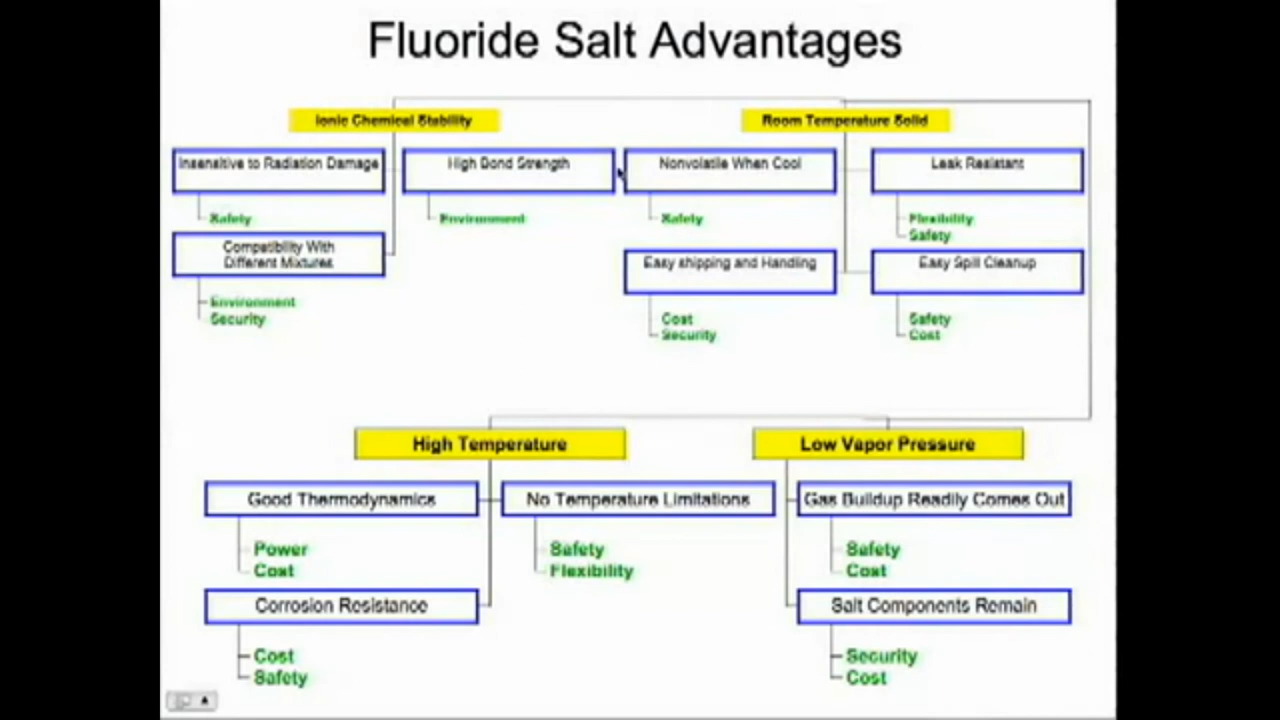 Fluoride Salt Advantages
Ionic Chemical Stability
Room Temperature Solid
Insensitive to Radiation Damage
High Bond Strength
Nonvolatile When Cool
Leak Resistant
Safety
Environment
Safety
Flexibility
Safety
Compatibility With
Different Mixtures
Easy shipping and Handling
Easy Spill Cleanup
Environment
Security
Cost
Security
Safety
Cost
High Temperature
Low Vapor Pressure
Good Thermodynamics
No Temperature Limitations
Gas Buildup Readily Comes Out
Power
Cost
Safety
Flexibility
Safety
Cost
Corrosion Resistance
Salt Components Remain
Cost
Safety
Security
Cost